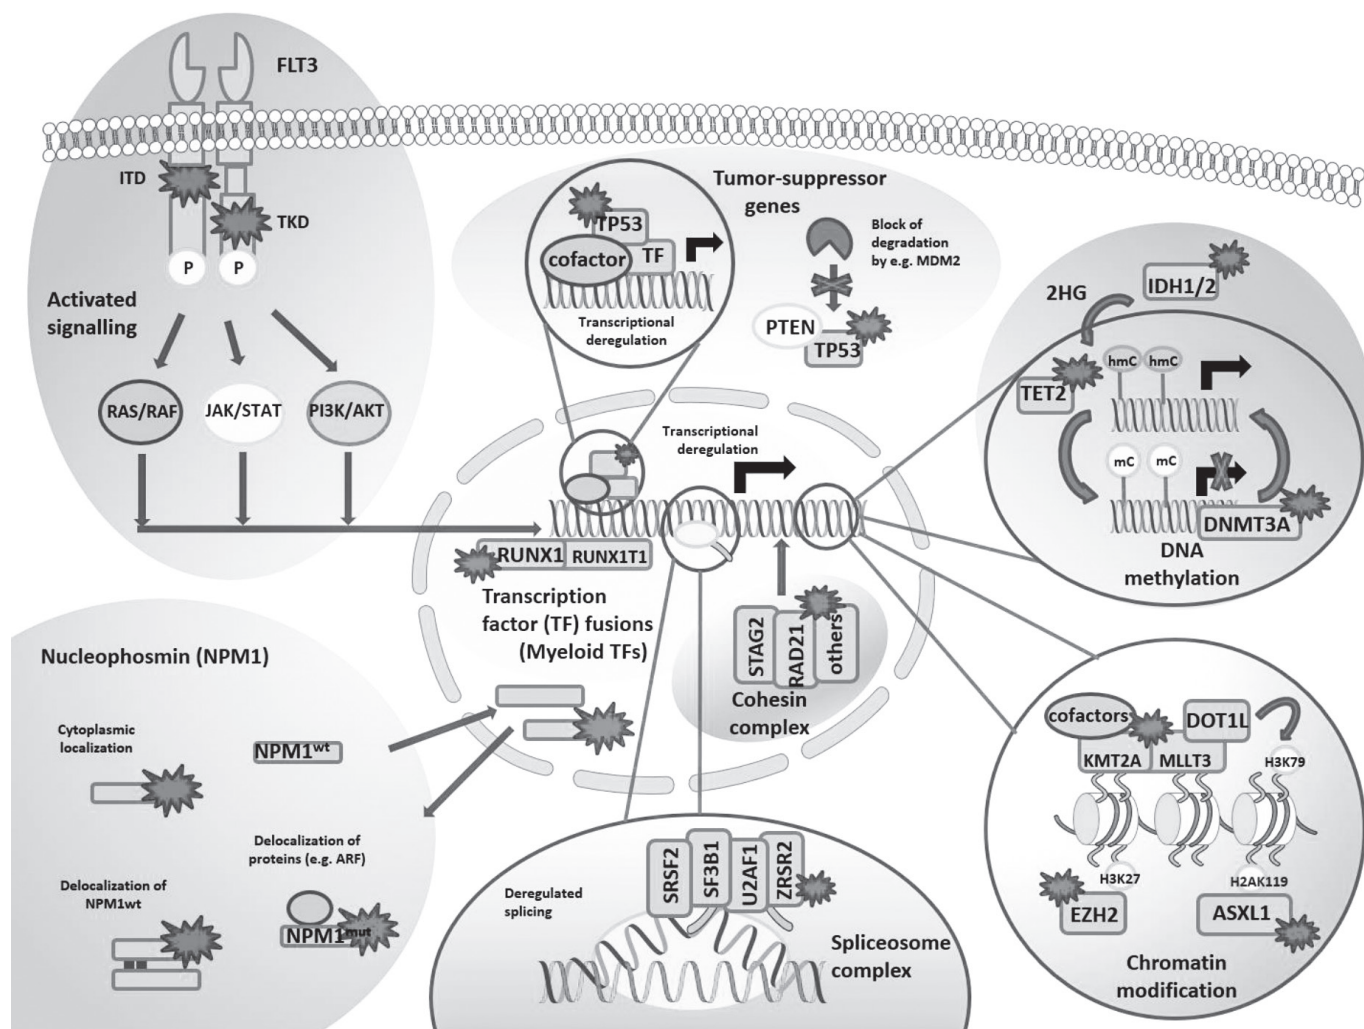 FLT3
ITD
TKD
P
P
Activated
signalling
RAS/RAF
JAK/STAT
PI3K/AKT
Tumor-suppressor
genes
TP53
cofactor
TF
Transcriptional
deregulation
Block of
degradation
by e.g. MDM2
PTEN
TP53
2HG
IDH1/2
TET2
hmC
hmC
mC
mC
DNMT3A
DNA
methylation
Transcriptional
deregulation
RUNX1
RUNX1T1
Transcription
factor (TF) fusions
(Myeloid TFs)
STAG2
RAD21
others
Cohesin
complex
Nucleophosmin (NPM1)
Cytoplasmic
localization
NPM1wt
Delocalization of
proteins (e.g. ARF)
NPM1mut
Delocalization of
NPM1wt
Deregulated
splicing
SRSF2
SF3B1
U2AF1
ZRSR2
Spliceosome
complex
cofactors
DOT1L
KMT2A
MLLT3
H3K79
H3K27
H2AK119
EZH2
ASXL1
Chromatin
modification